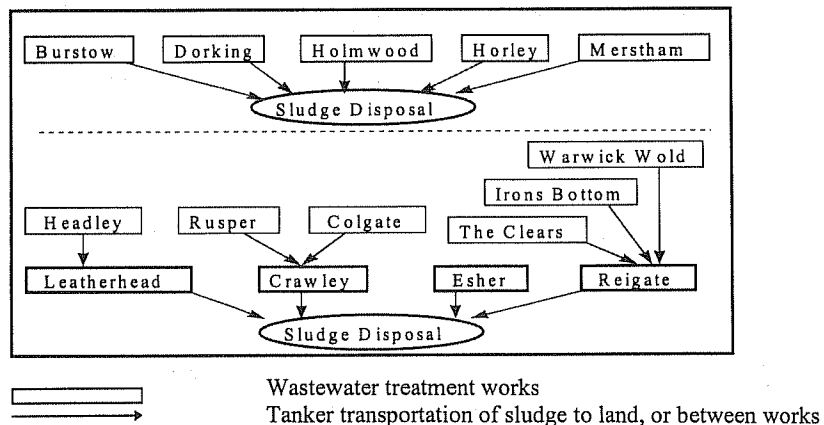 Burstow Dorking Holmwood Horley Merstham
Sludge Disposal
Warwick Wold
Irons Bottom
Headley Rusper Colgate
The Clears
Leatherhead Crawley Esher Reigate
Sludge Disposal
Wastewater treatment works
Tanker transportation of sludge to land, or between works